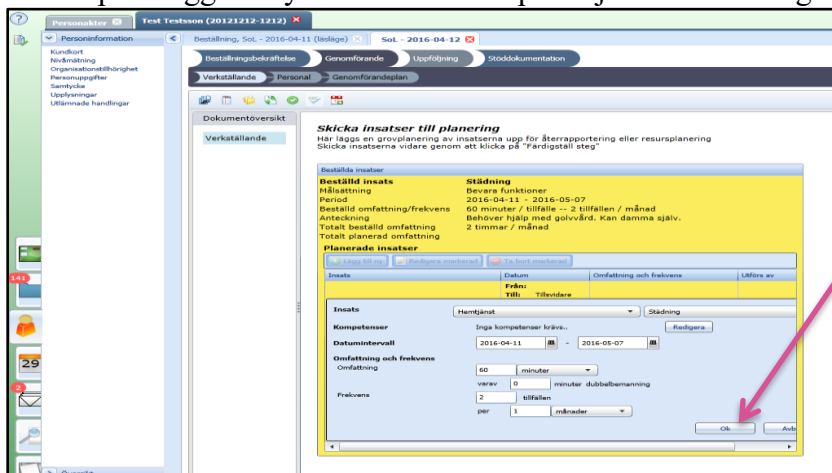 Personakter
Test Testsson (20121212-1212)
Personinformation
Kundkort
Nivåmätning
Organisationstillhörighet
Personuppgifter
Samtycke
Upplysningar
Utlämnade handlingar
141
29
2
Översikt
Beställning, SoL - 2016-04-11 (läsläge)
SoL - 2016-04-12
Beställningsbekräftelse
Genomförande
Uppföljning
Stöddokumentation
Verkställande
Personal
Genomförandeplan
Dokumentöversikt
Verkställande
Skicka insatser till planering
Här läggs en grovplanering av insatserna upp för återrapportering eller resursplanering
Skicka insatserna vidare genom att klicka på "Färdigställ steg"
Beställda insatser
Beställd insats Städning
Målsättning Bevara funktioner
Period 2016-04-11 - 2016-05-07
Beställd omfattning/frekvens 60 minuter / tillfälle -- 2 tillfällen / månad
Anteckning Behöver hjälp med golvvård. Kan damma själv.
Totalt beställd omfattning 2 timmar / månad
Totalt planerad omfattning
Planerade insatser
Lägg till ny Redigera markerad Ta bort markerad
Insats Datum Omfattning och frekvens Utförs av
Från:
Till: Tillsvidare
Insats Hemtjänst Städning
Kompetenser Inga kompetenser krävs.. Redigera
Datumintervall 2016-04-11 - 2016-05-07
Omfattning och frekvens
Omfattning 60 minuter
varav 0 minuter dubbelbemanning
Frekvens 2 tillfällen
per 1 månader
Ok Avb